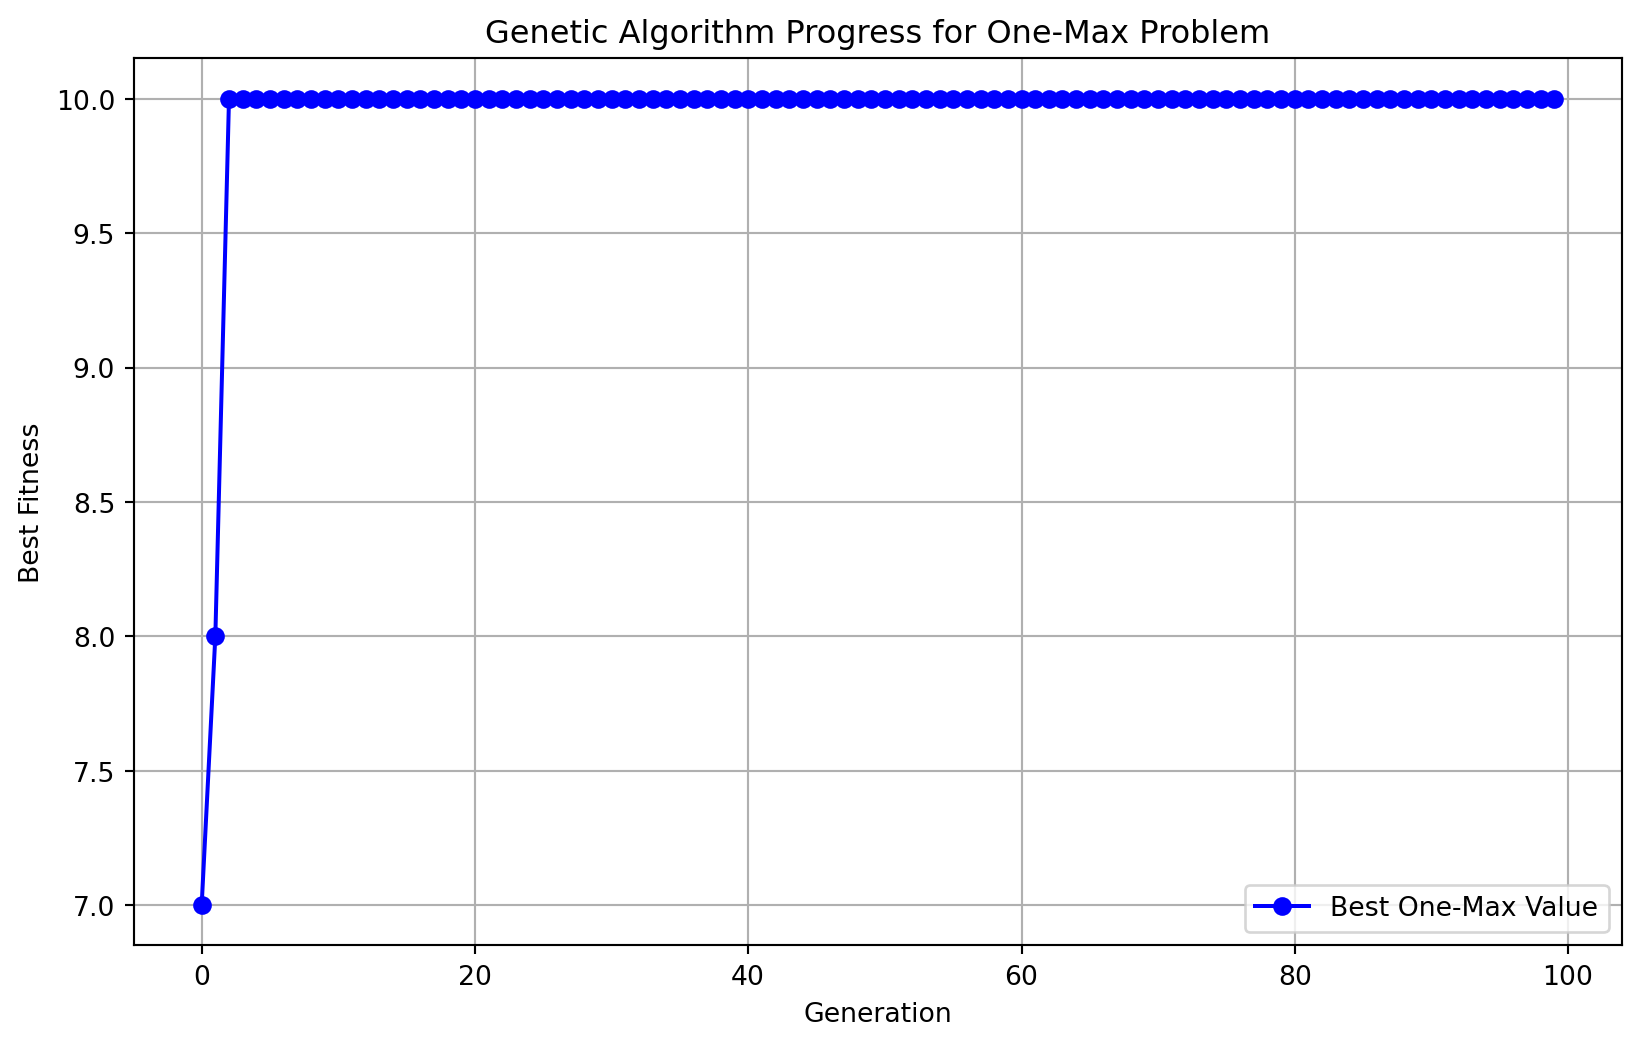 Genetic Algorithm Progress for One-Max Problem
10.0
9.5
9.0
8.5
8.0
7.5
7.0
Best Fitness
Best One-Max Value
0 20 40 60 80 100
Generation